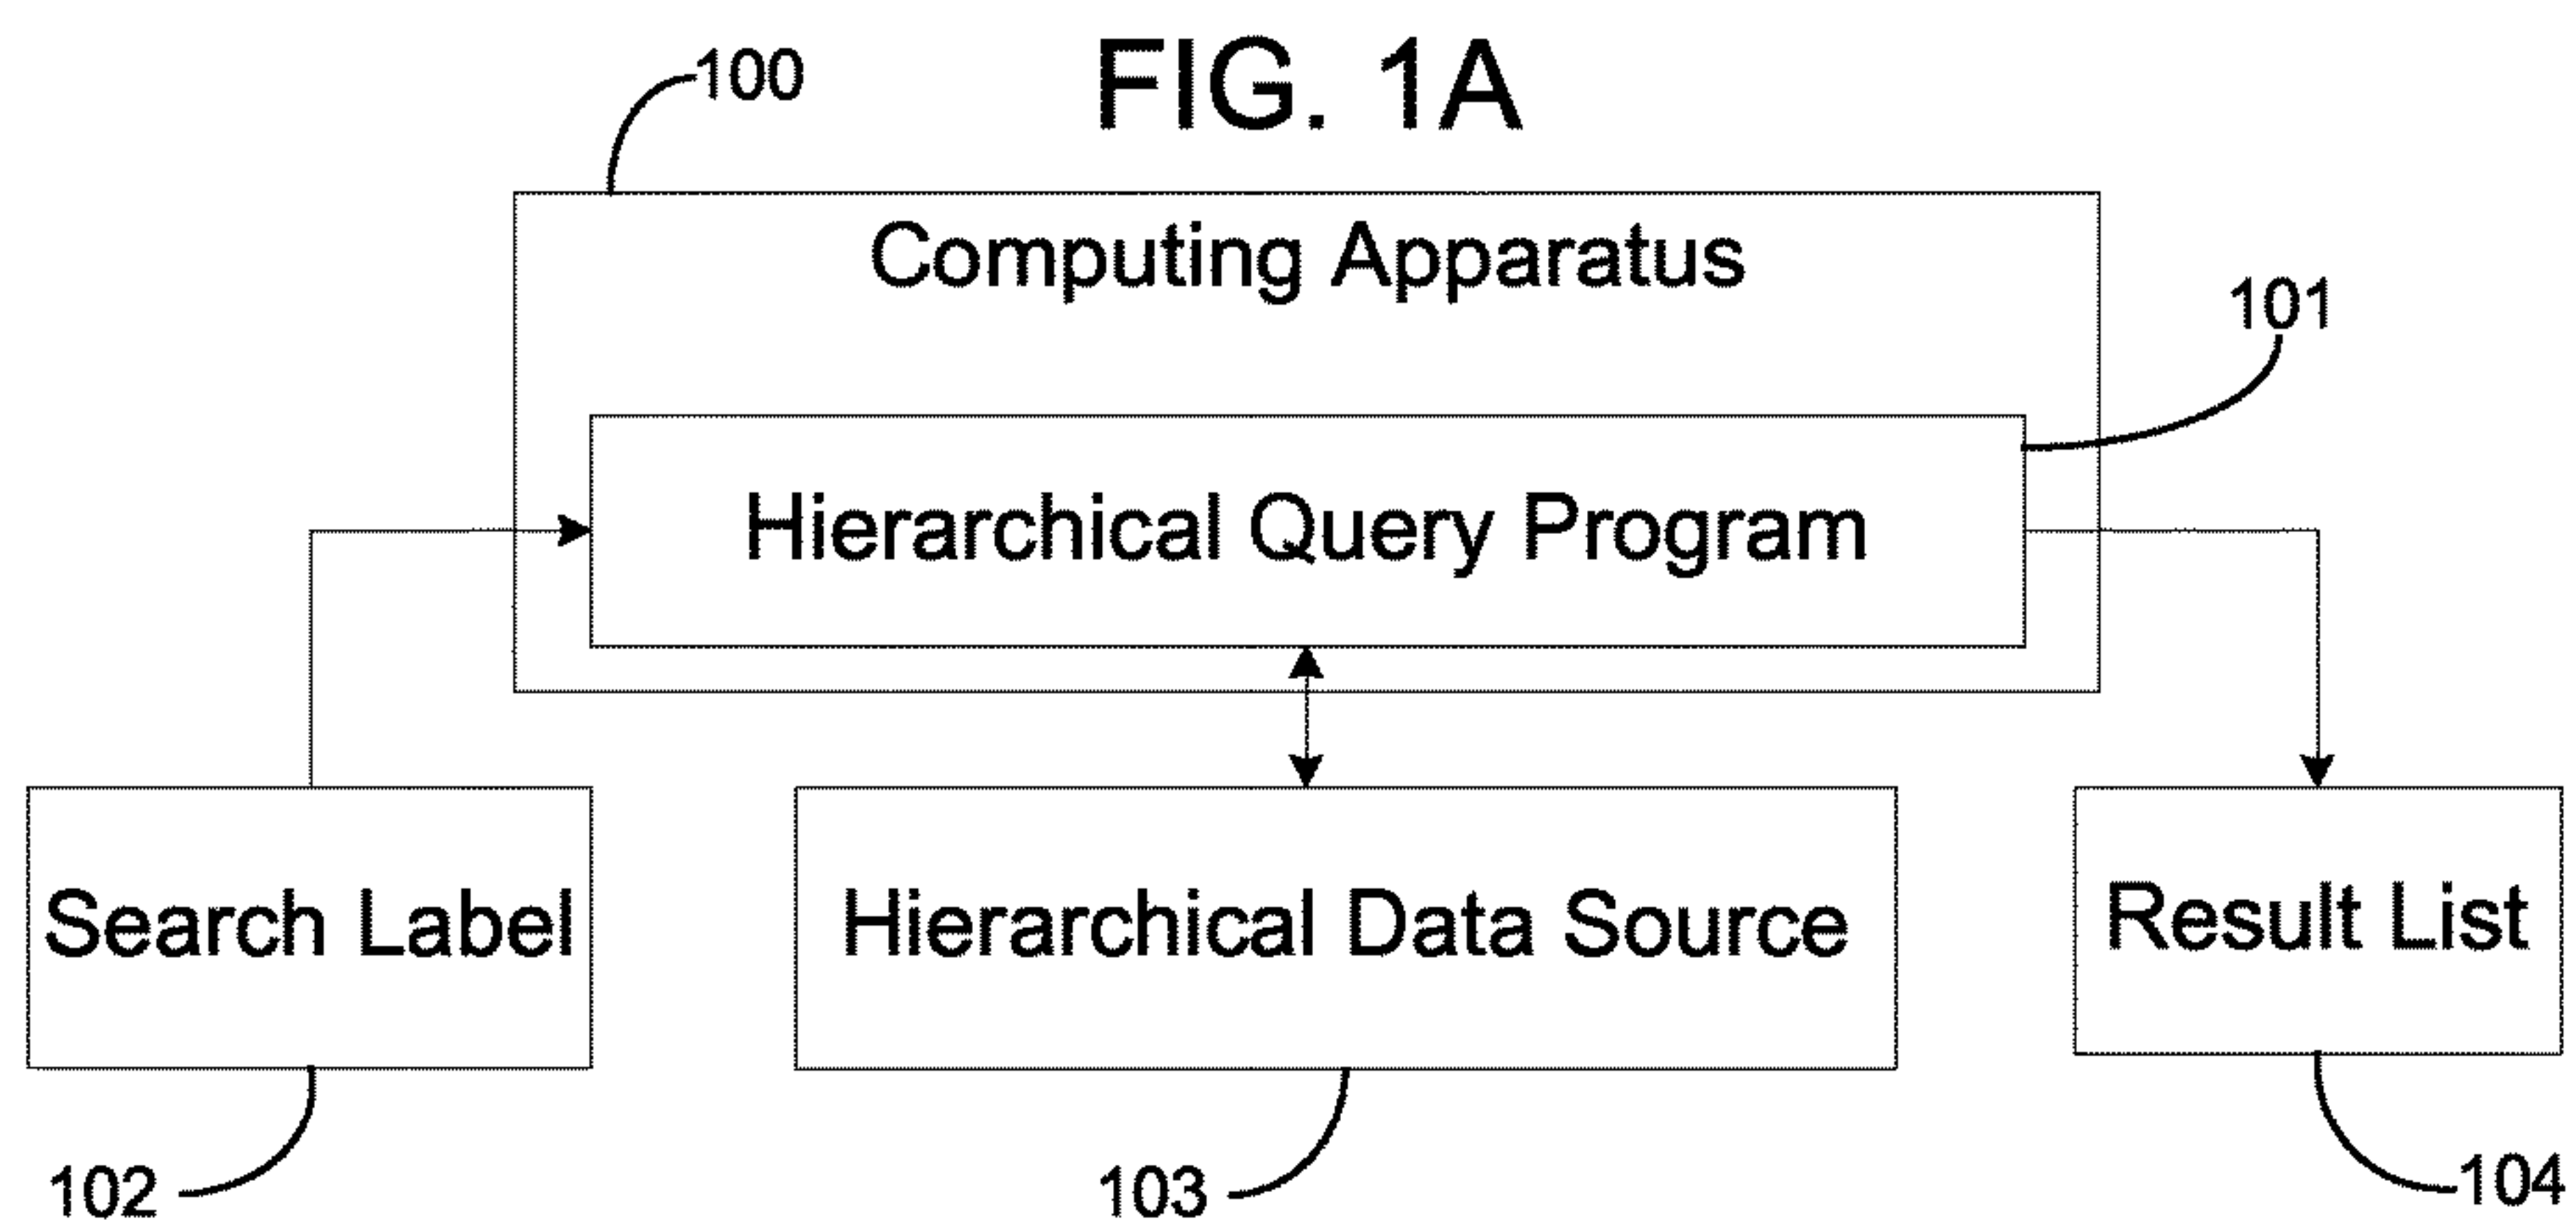 FIG. 1A
100
Computing Apparatus
101
Hierarchical Query Program
Search Label
Hierarchical Data Source
Result List
102
103
104